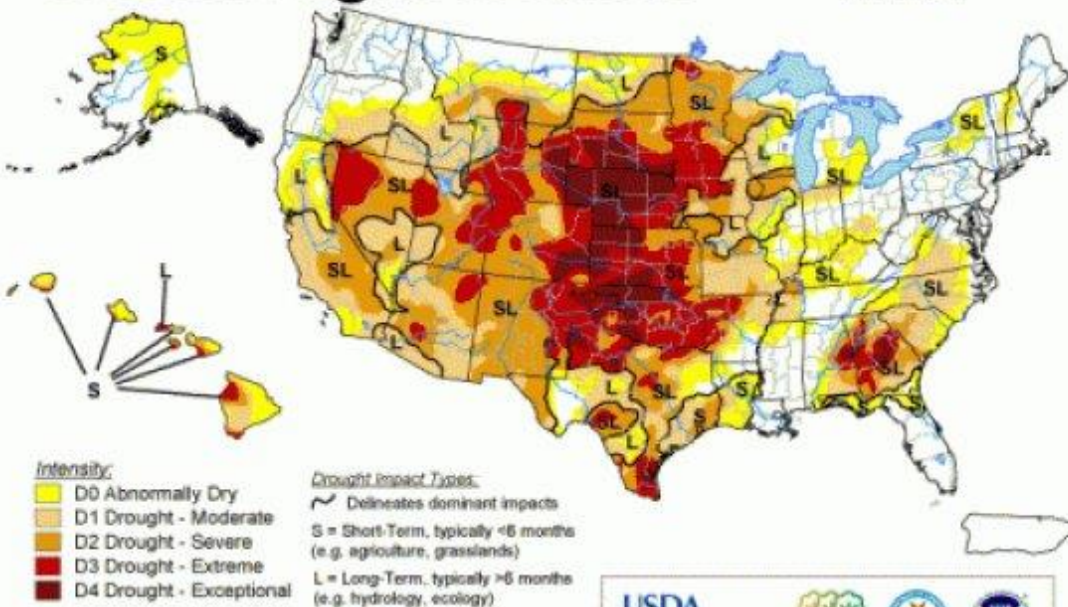 S
L
SL
L
SL
L
L
SL
SL
L
SL
L
SL
SL
SL
L
SL
L
SL
SL
L
SL
S
S
SL
L
SL
L
S
SL
S
Intensity:
D0 Abnormally Dry
D1 Drought - Moderate
D2 Drought - Severe
D3 Drought - Extreme
D4 Drought - Exceptional
Drought Impact Types:
Delineates dominant impacts
S = Short-Term, typically <6 months
(e.g. agriculture, grasslands)
L = Long-Term, typically >6 months
(e.g. hydrology, ecology)
USDA